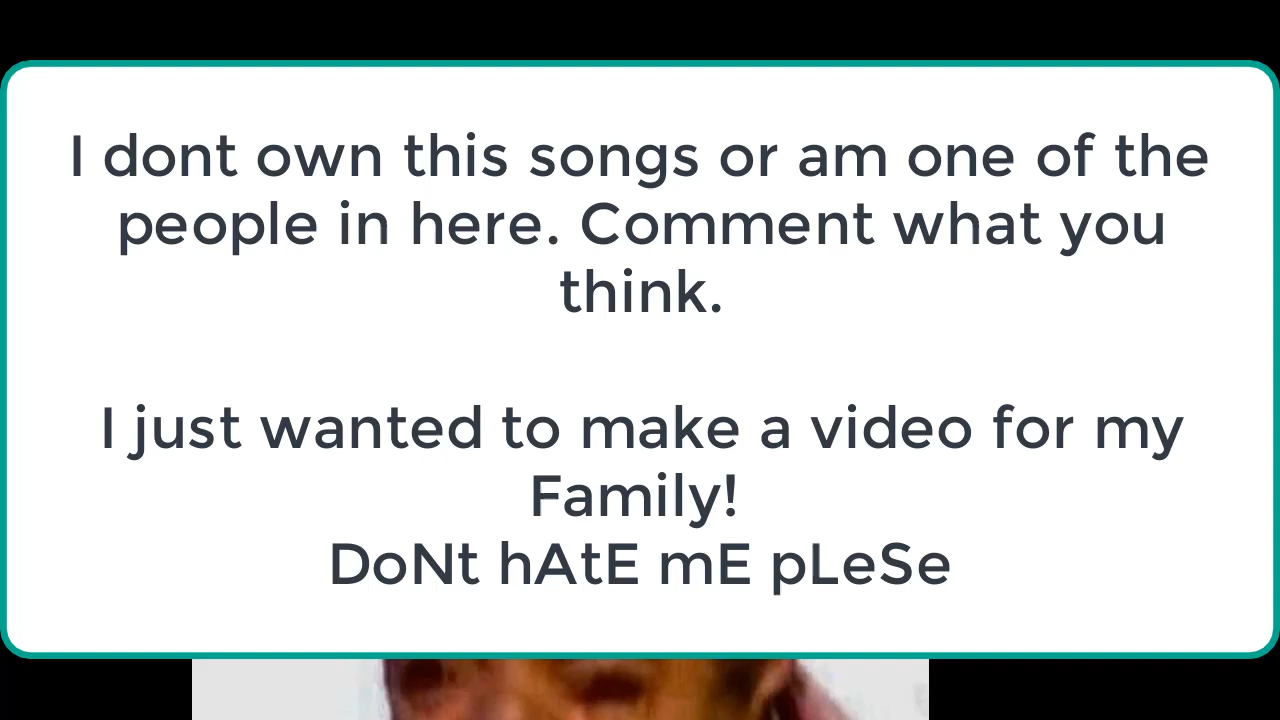 I dont own this songs or am one of the
people in here. Comment what you
think.
I just wanted to make a video for my
Family!
DoNt hAtE mE pLeSe